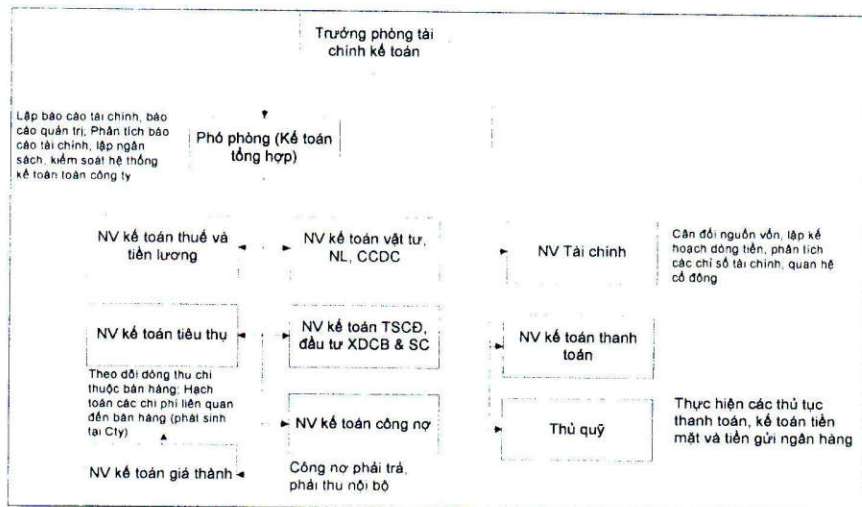 Trưởng phòng tài
chính kế toán
Lập báo cáo tài chính, báo
cáo quản trị; Phân tích báo
cáo tài chính, lập ngân
sách, kiểm soát hệ thống
kế toán toàn công ty
Phó phòng (Kế toán
tổng hợp)
NV kế toán thuế và
tiền lương
NV kế toán vật tư,
NL, CCDC
NV Tài chính
Cân đối nguồn vốn, lập kế
hoạch dòng tiền, phân tích
các chỉ số tài chính, quan hệ
cổ đông
NV kế toán tiêu thụ
NV kế toán TSCĐ,
đầu tư XDCB & SC
NV kế toán thanh
toán
Theo dõi dòng thu chi
thuộc bán hàng; Hạch
toán các chi phí liên quan
đến bán hàng (phát sinh
tại Cty)
NV kế toán công nợ
Thủ quỹ
Thực hiện các thủ tục
thanh toán, kế toán tiền
mặt và tiền gửi ngân hàng
NV kế toán giá thành
Công nợ phải trả,
phải thu nội bộ